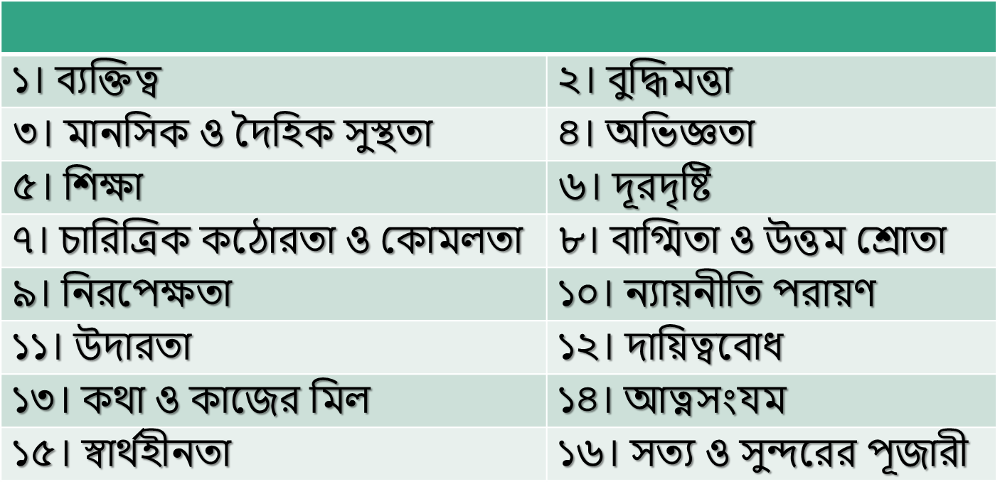 ১। ব্যক্তিত্ব ২। বুদ্ধিমত্তা
৩। মানসিক ও দৈহিক সুস্থতা ৪। অভিজ্ঞতা
৫। শিক্ষা ৬। দূরদৃষ্টি
৭। চারিত্রিক কঠোরতা ও কোমলতা ৮। বাগ্মিতা ও উত্তম শ্রোতা
৯। নিরপেক্ষতা ১০। ন্যায়নীতি পরায়ণ
১১। উদারতা ১২। দায়িত্ববোধ
১৩। কথা ও কাজের মিল ১৪। আত্নসংযম
১৫। স্বার্থহীনতা ১৬। সত্য ও সুন্দরের পূজারী